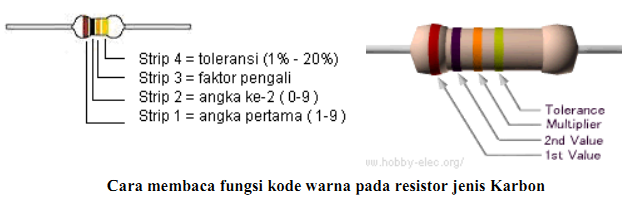 Strip 4 = toleransi (1% - 20%)
Strip 3 = faktor pengali
Strip 2 = angka ke-2 ( 0-9 )
Strip 1 = angka pertama ( 1-9 )
Tolerance
Multiplier
2nd Value
1st Value
ww.hobby-elec.org/
Cara membaca fungsi kode warna pada resistor jenis Karbon